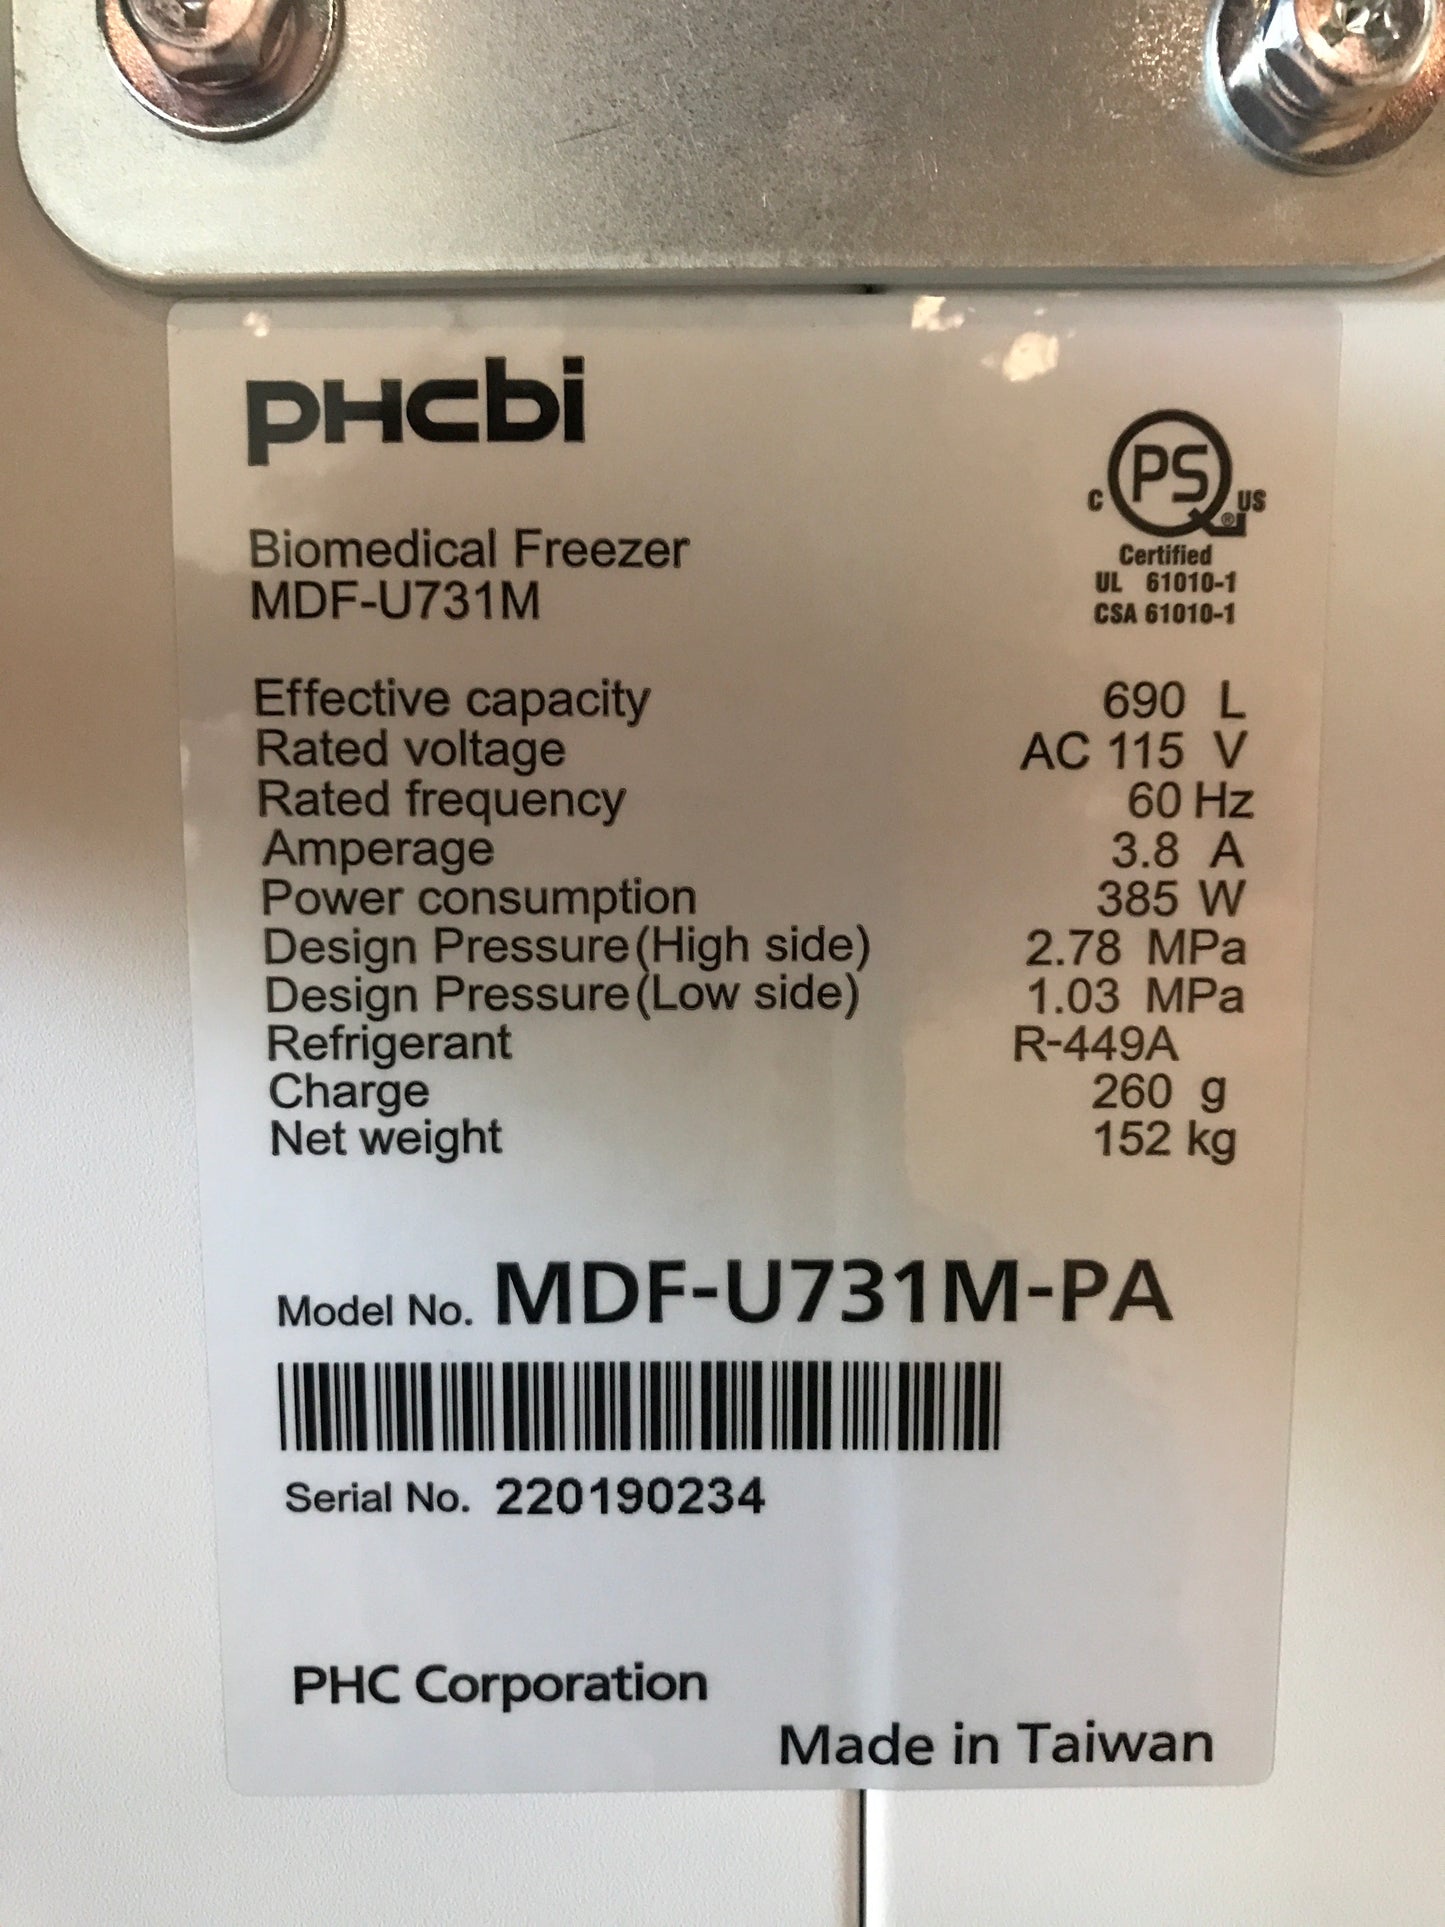 PHCbi
C PS® US
Certified
UL 61010-1
CSA 61010-1
Biomedical Freezer
MDF-U731M
Effective capacity 690 L
Rated voltage AC 115 V
Rated frequency 60 Hz
Amperage 3.8 A
Power consumption 385 W
Design Pressure(High side) 2.78 MPa
Design Pressure(Low side) 1.03 MPa
Refrigerant R-449A
Charge 260 g
Net weight 152 kg
Model No. MDF-U731M-PA
Serial No. 220190234
PHC Corporation
Made in Taiwan